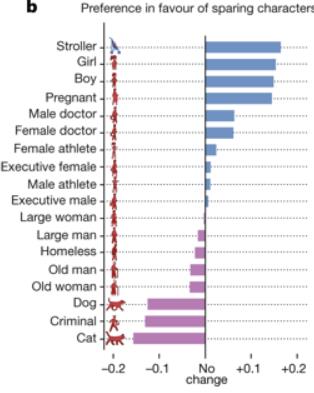 b
Preference in favour of sparing characters
Stroller
Girl
Boy
Pregnant
Male doctor
Female doctor
Female athlete
Executive female
Male athlete
Executive male
Large woman
Large man
Homeless
Old man
Old woman
Dog
Criminal
Cat
–0.2 –0.1 No +0.1 +0.2
change